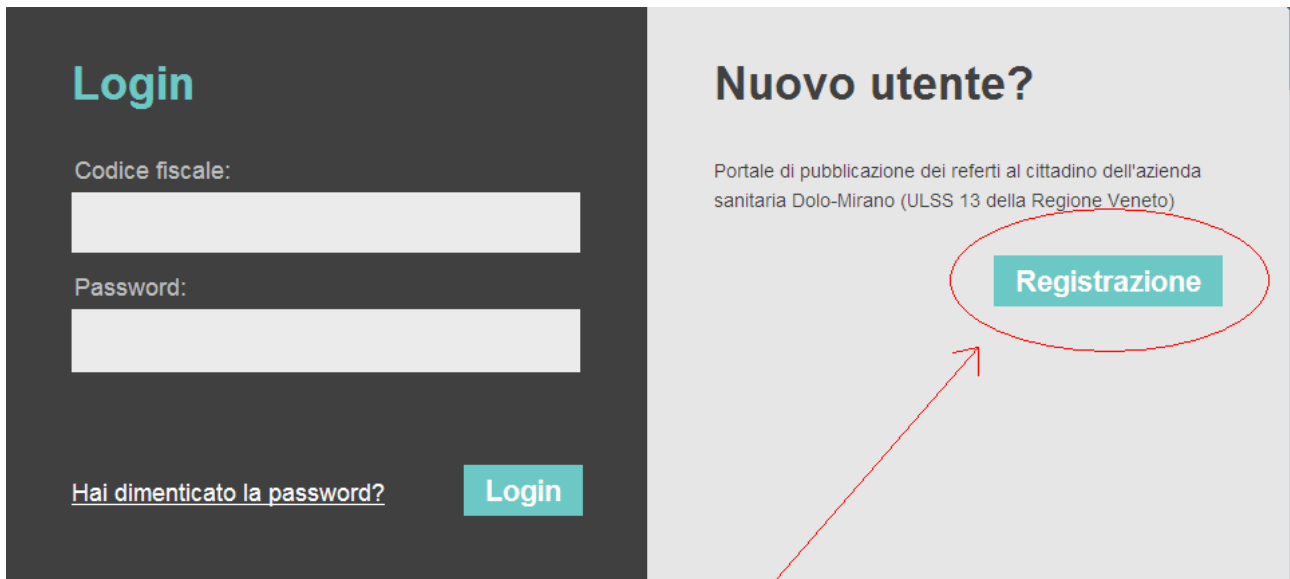 Login
Codice fiscale:
Password:
Hai dimenticato la password?
Login
Nuovo utente?
Portale di pubblicazione dei referti al cittadino dell'azienda
sanitaria Dolo-Mirano (ULSS 13 della Regione Veneto)
Registrazione